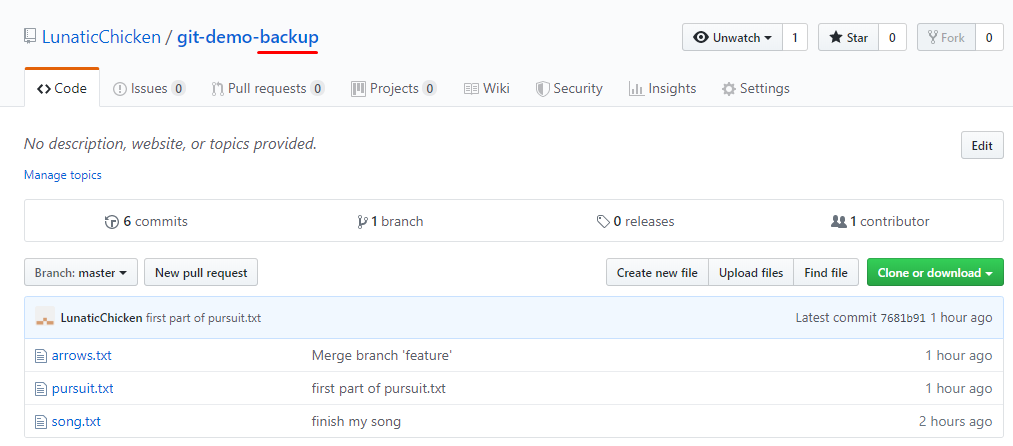 LunaticChicken / git-demo-backup Unwatch 1 Star 0 Fork 0
Code Issues 0 Pull requests 0 Projects 0 Wiki Security Insights Settings
No description, website, or topics provided. Edit
Manage topics
6 commits 1 branch 0 releases 1 contributor
Branch: master New pull request Create new file Upload files Find file Clone or download
LunaticChicken first part of pursuit.txt Latest commit 7681b91 1 hour ago
arrows.txt Merge branch 'feature' 1 hour ago
pursuit.txt first part of pursuit.txt 1 hour ago
song.txt finish my song 2 hours ago